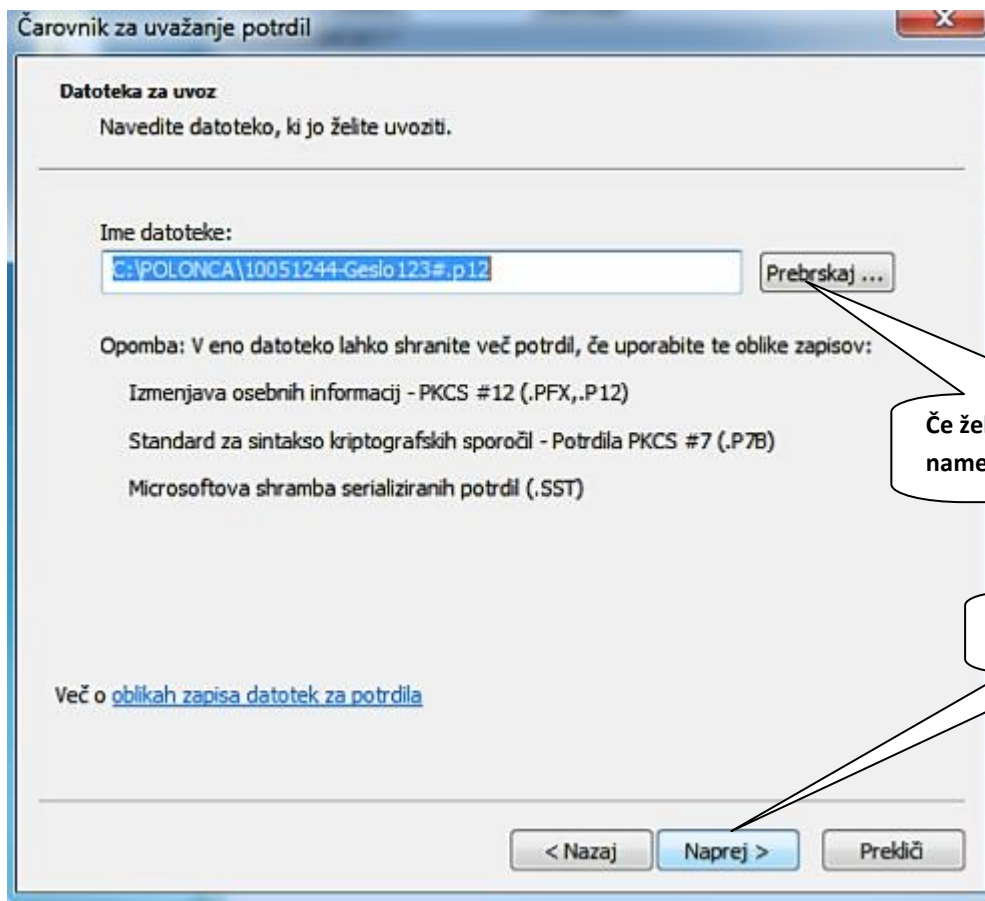 Čarovnik za uvažanje potrdil
Datoteka za uvoz
Navedite datoteko, ki jo želite uvoziti.
Ime datoteke:
C:\POLONCA\10051244-Geslo123#.p12
Prebrskaj ...
Opomba: V eno datoteko lahko shranite več potrdil, če uporabite te oblike zapisov:
Izmenjava osebnih informacij - PKCS #12 (.PFX,.P12)
Standard za sintakso kriptografskih sporočil - Potrdila PKCS #7 (.P7B)
Microsoftova shramba serializiranih potrdil (.SST)
Če žel
name
Več o oblikah zapisa datotek za potrdila
< Nazaj
Naprej >
Prekliči